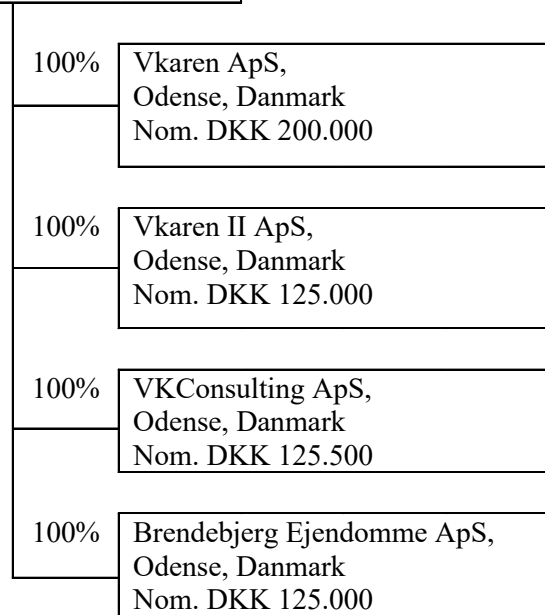 100% Vkaren ApS,
Odense, Danmark
Nom. DKK 200.000
100% Vkaren II ApS,
Odense, Danmark
Nom. DKK 125.000
100% VKConsulting ApS,
Odense, Danmark
Nom. DKK 125.500
100% Brendebjerg Ejendomme ApS,
Odense, Danmark
Nom. DKK 125.000